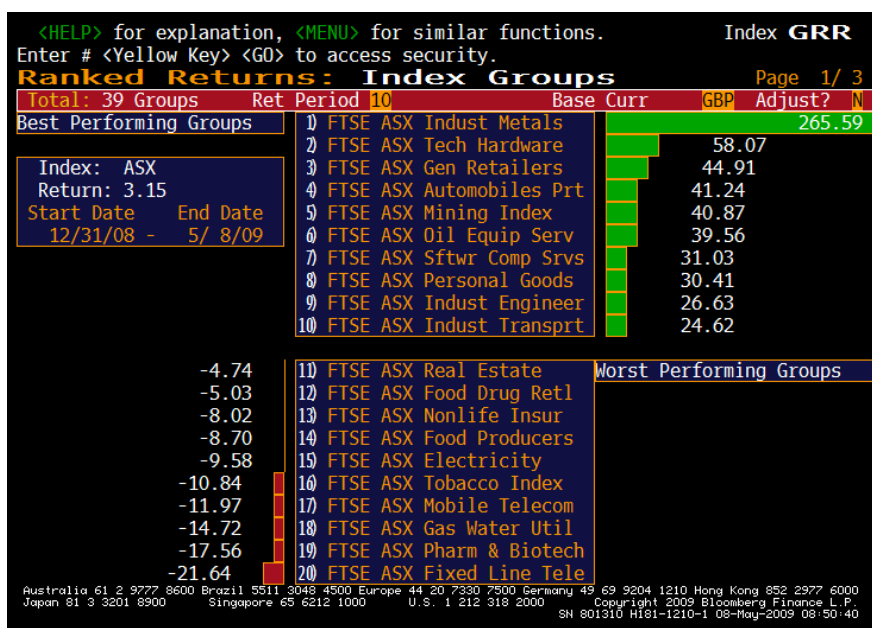 <HELP> for explanation, <MENU> for similar functions. Index GRR
Enter # <Yellow Key> <GO> to access security.
Ranked Returns: Index Groups Page 1/ 3
Total: 39 Groups Ret Period 10 Base Curr GBP Adjust? N
Best Performing Groups 1) FTSE ASX Indust Metals 265.59
2) FTSE ASX Tech Hardware 58.07
Index: ASX 3) FTSE ASX Gen Retailers 44.91
Return: 3.15 4) FTSE ASX Automobiles Prt 41.24
Start Date End Date 5) FTSE ASX Mining Index 40.87
12/31/08 - 5/ 8/09 6) FTSE ASX Oil Equip Serv 39.56
7) FTSE ASX Sftwr Comp Srvs 31.03
8) FTSE ASX Personal Goods 30.41
9) FTSE ASX Indust Engineer 26.63
10) FTSE ASX Indust Transprt 24.62
-4.74 11) FTSE ASX Real Estate Worst Performing Groups
-5.03 12) FTSE ASX Food Drug Retl
-8.02 13) FTSE ASX Nonlife Insur
-8.70 14) FTSE ASX Food Producers
-9.58 15) FTSE ASX Electricity
-10.84 16) FTSE ASX Tobacco Index
-11.97 17) FTSE ASX Mobile Telecom
-14.72 18) FTSE ASX Gas Water Util
-17.56 19) FTSE ASX Pharm & Biotech
-21.64 20) FTSE ASX Fixed Line Tele
Australia 61 2 9777 8600 Brazil 5511 3048 4500 Europe 44 20 7330 7500 Germany 49 69 9204 1210 Hong Kong 852 2977 6000
Japan 81 3 3201 8900 Singapore 65 6212 1000 U.S. 1 212 318 2000 Copyright 2009 Bloomberg Finance L.P.
SN 801310 H181-1210-1 08-May-2009 08:50:40